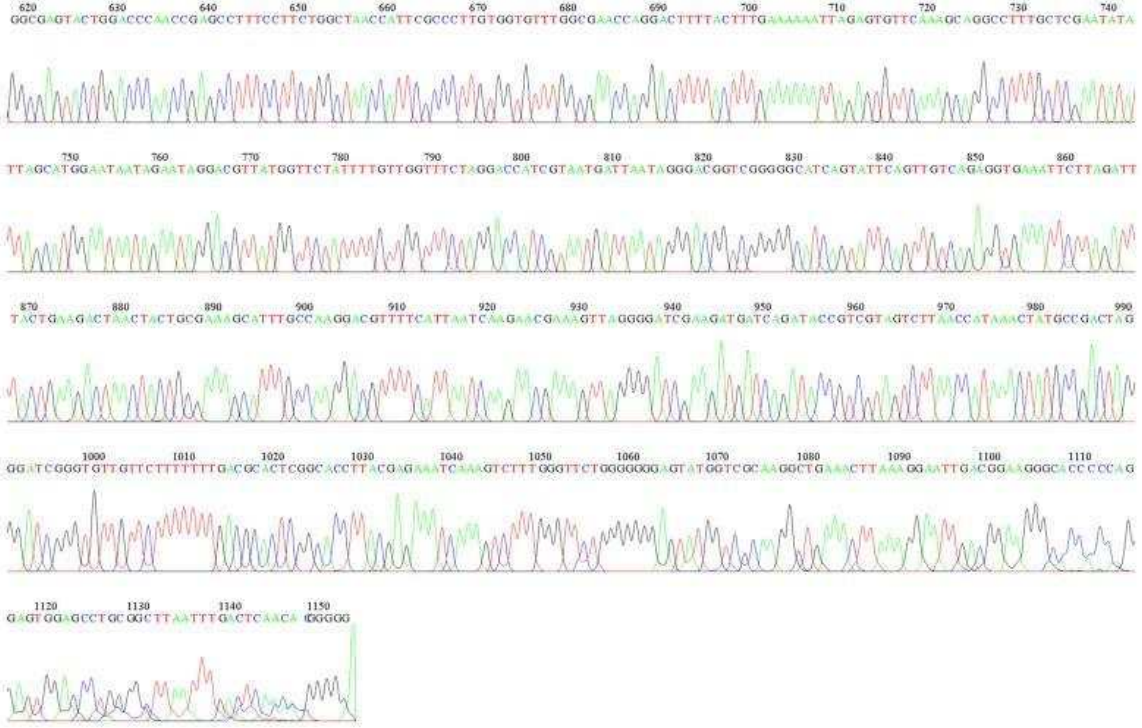 620 630 640 650 660 670 680 690 700 710 720 730 740
GGCGAGTACTGGACCCAACCGAGCCTTTCCTTCTGGCTAACCATTCGCCCTTGTGGTGTTTGGCGAACCAGGACTTTTACTTTGAAAAAATTAGAGTGTTCAAAGCAGGCCTTTGCTCGAATATA
750 760 770 780 790 800 810 820 830 840 850 860
TTAGCATGGAATAATAGAATAGGACGTTATGGTTCTATTTTGTTGGTTTCTAGGACCATCGTAATGATTAATAGGGACGGTCGGGGGCATCAGTATTCAGTTGTCAGAGGTGAAATTCTTAGATT
870 880 890 900 910 920 930 940 950 960 970 980 990
TACTGAAGACTAACTACTGCGAAAGCATTTGCCAAGGACGTTTTCATTAATCAAGAACGAAAGTTAGGGGATCGAAGATGATCAGATACCGTCGTAGTCTTAACCATAAACTATGCCGACTAG
1000 1010 1020 1030 1040 1050 1060 1070 1080 1090 1100 1110
GGATCGGGTGTTGTTCTTTTTTTGACGCACTCGGCACCTTACGAGAAATCAAAGTCTTTGGGTTCTGGGGGGGAGTATGGTCGCAAGGCTGAAACTTAAAGGAATTGACGGAAGGGCACCCCCAG
1120 1130 1140 1150
GAGTGGAGCCTGCGGCTTAATTTGACTCAACA GGGGG